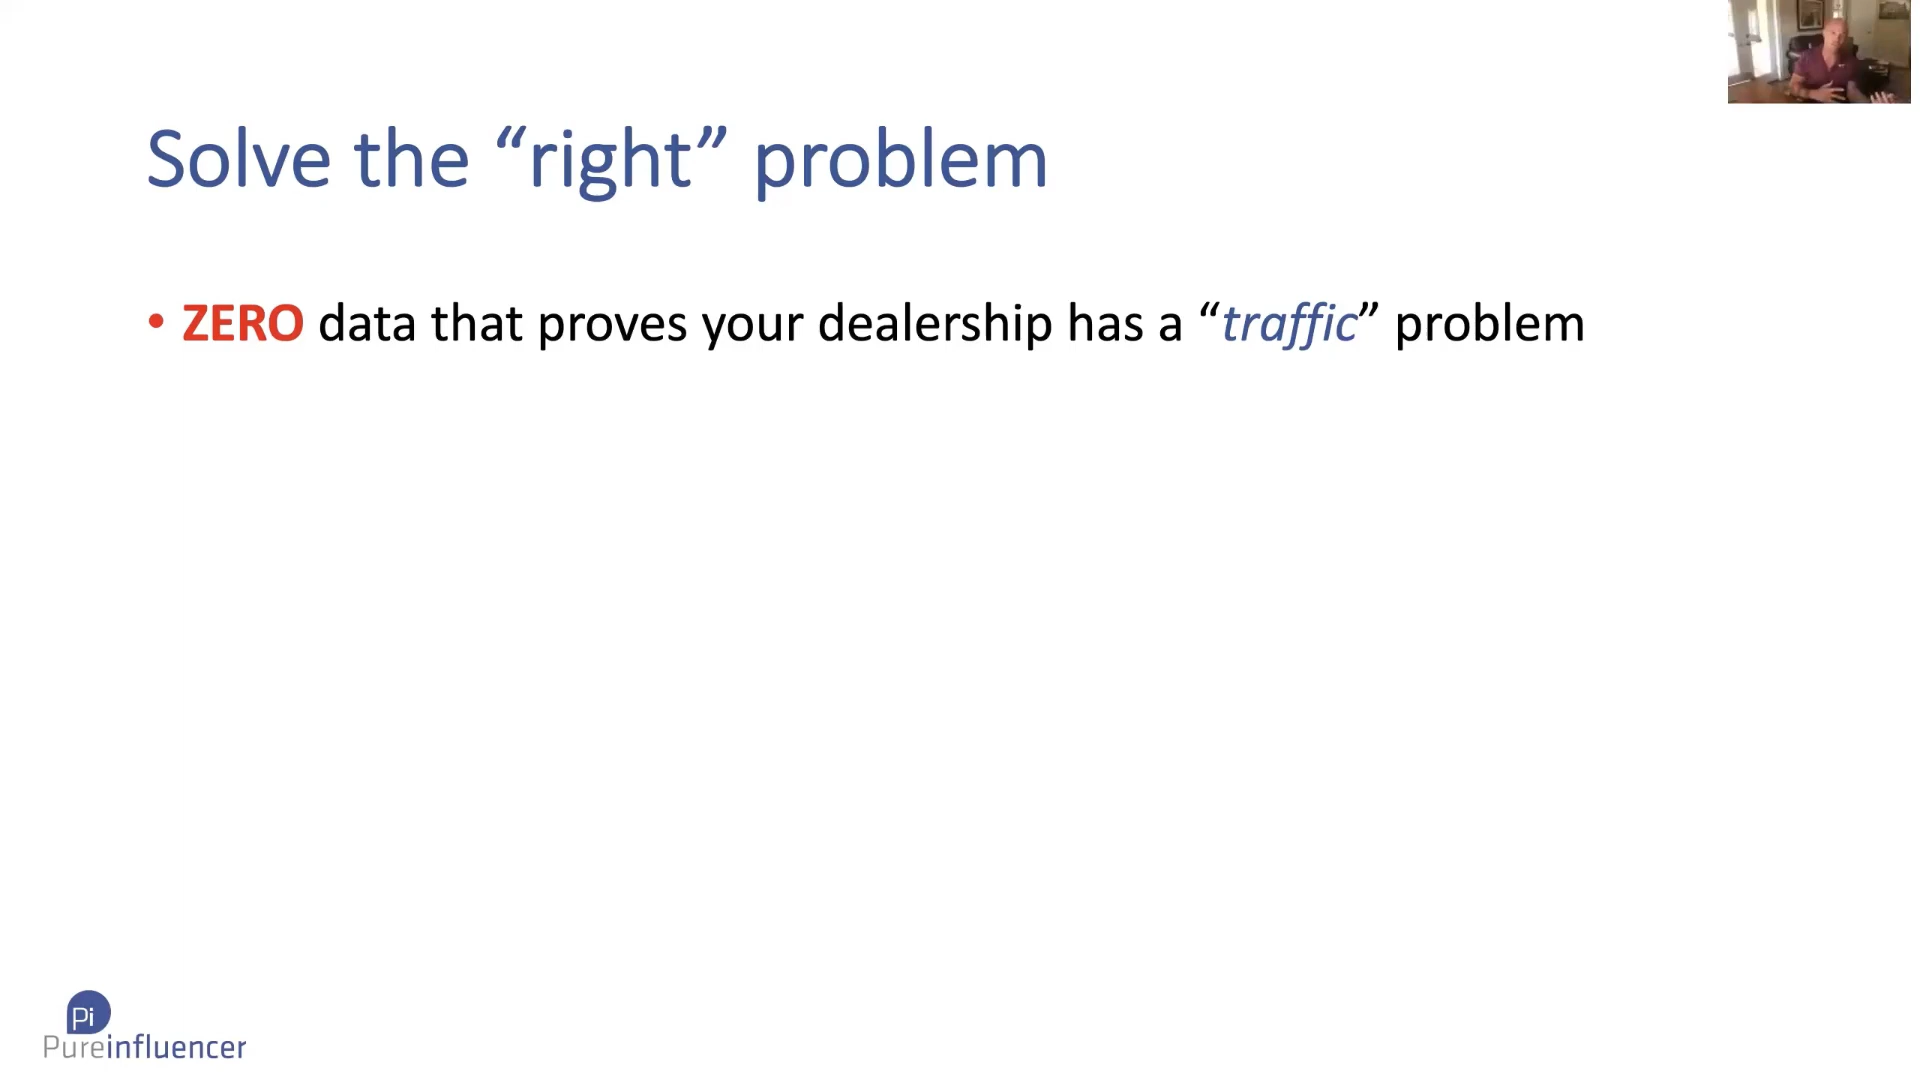 Solve the “right” problem
• ZERO data that proves your dealership has a “traffic” problem
Pi
Pureinfluencer